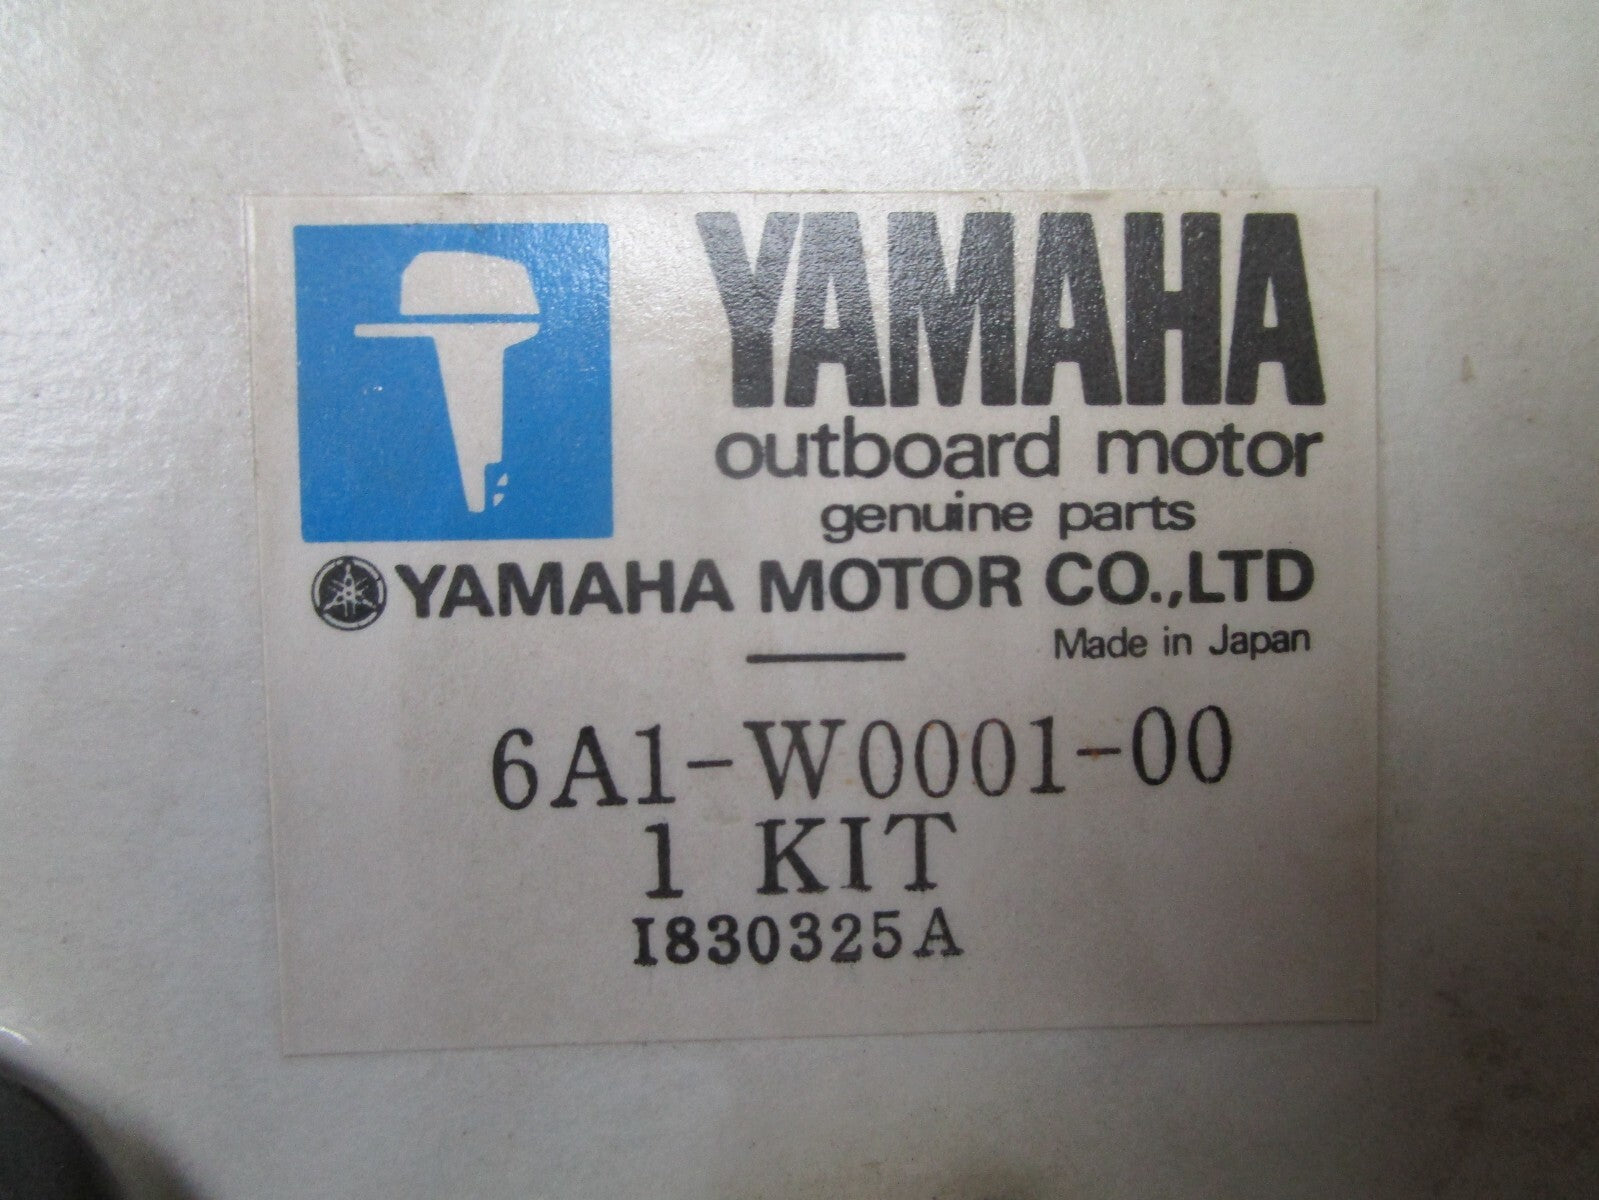 YAMAHA
outboard motor
genuine parts
YAMAHA MOTOR CO.,LTD
Made in Japan
6A1-W0001-00
1 KIT
I830325A